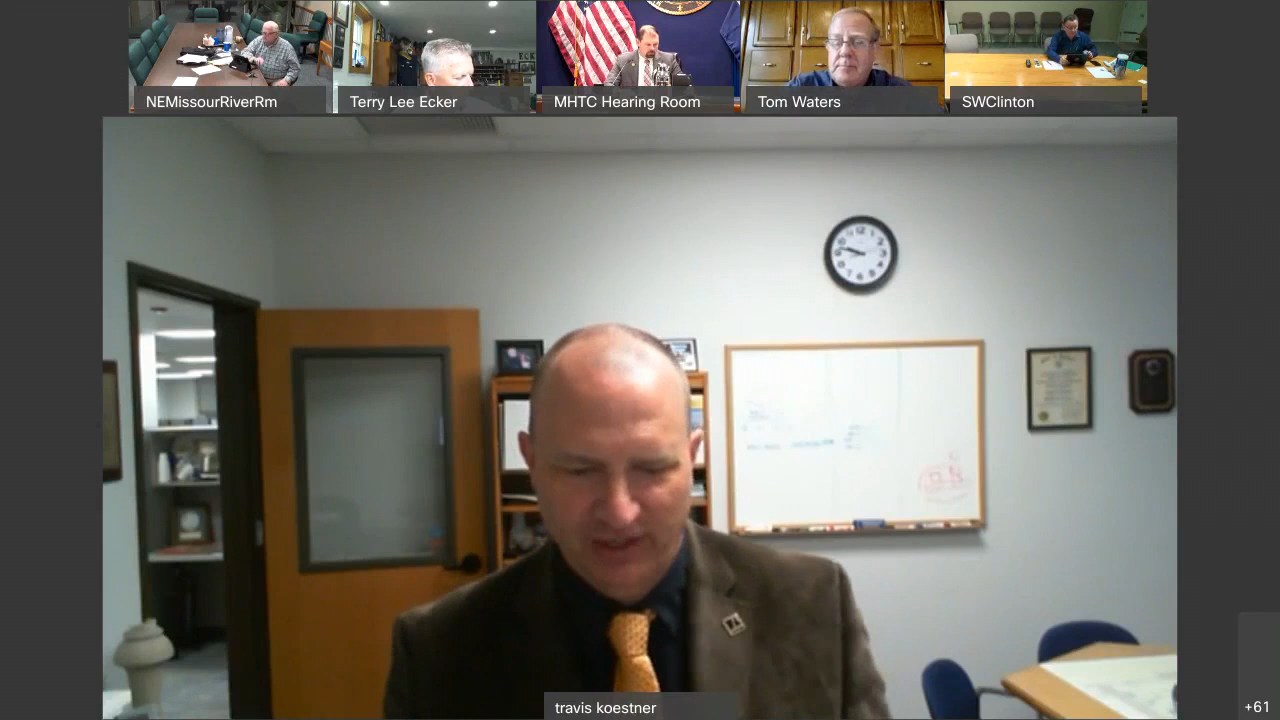 NEMissourRiverRm
Terry Lee Ecker
MHTC Hearing Room
Tom Waters
SWClinton
travis koestner
+61